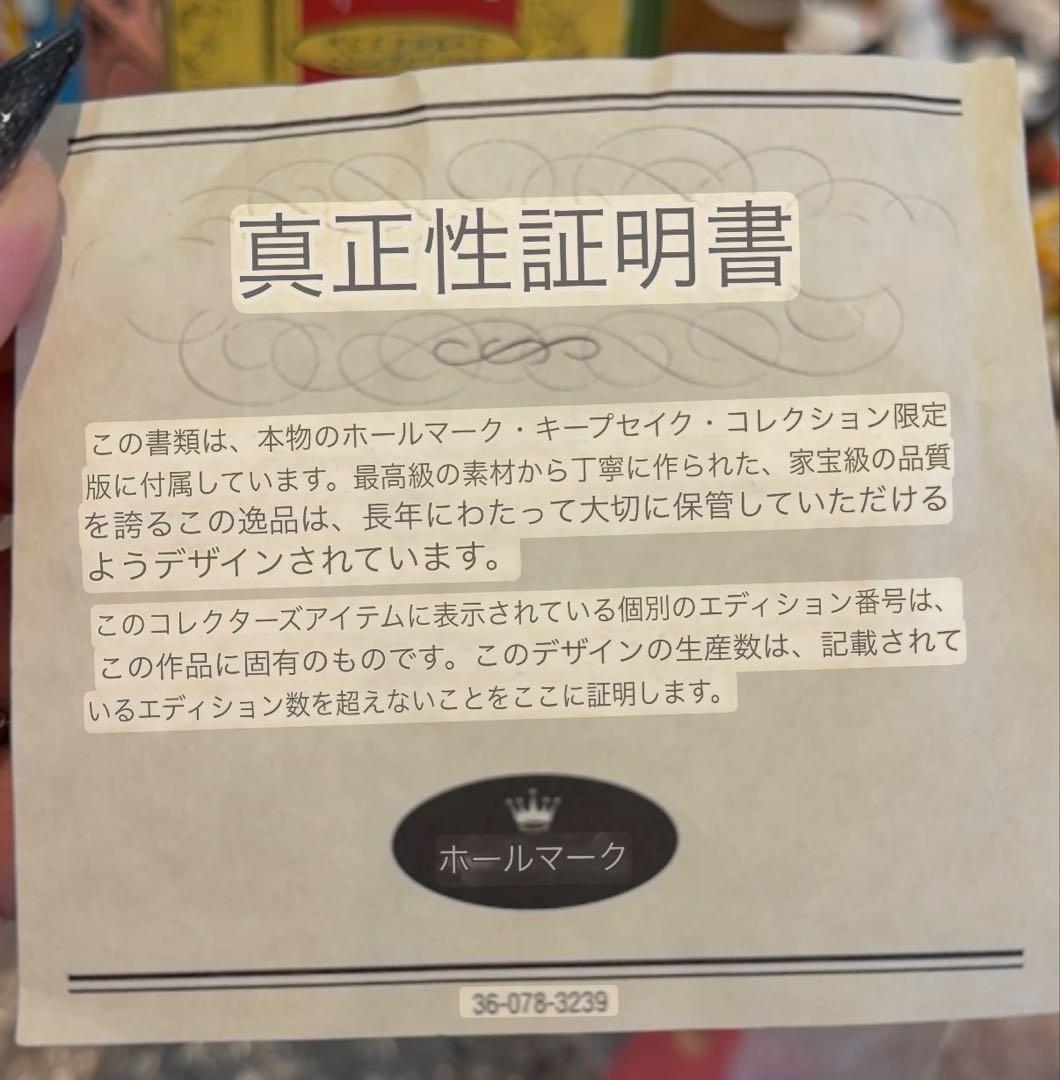 真正性証明書
この書類は、本物のホールマーク・キープセイク・コレクション限定
版に付属しています。最高級の素材から丁寧に作られた、家宝級の品質
を誇るこの逸品は、長年にわたって大切に保管していただける
ようデザインされています。
このコレクターズアイテムに表示されている個別のエディション番号は、
この作品に固有のものです。このデザインの生産数は、記載されて
いるエディション数を超えないことをここに証明します。
ホールマーク
36-078-3239